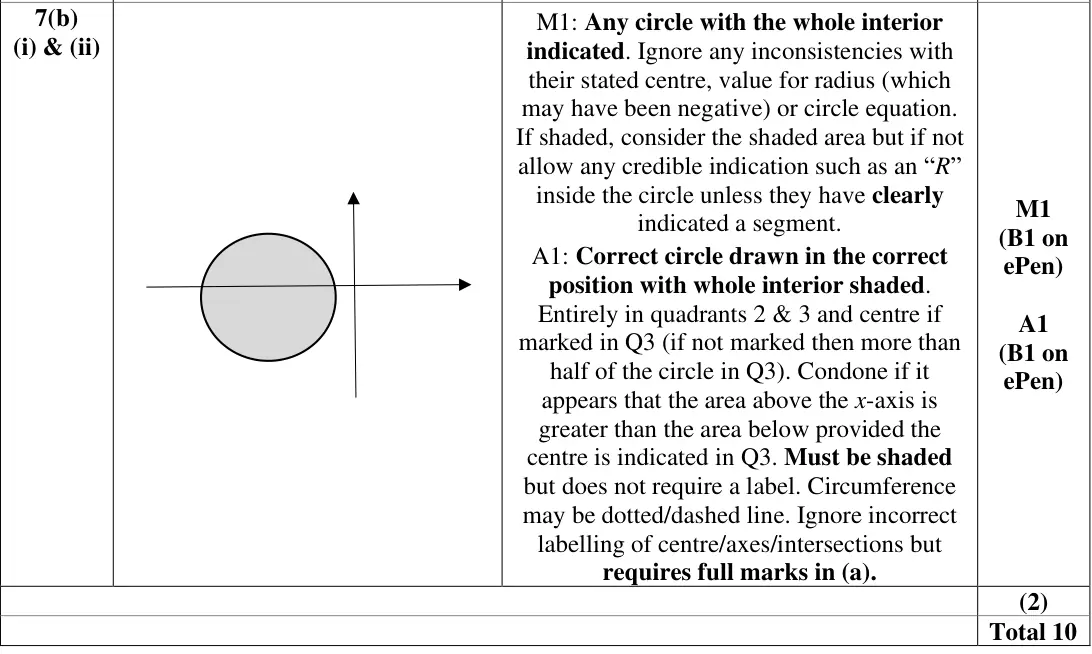 7(b)
(i) & (ii)
M1: Any circle with the whole interior
indicated. Ignore any inconsistencies with
their stated centre, value for radius (which
may have been negative) or circle equation.
If shaded, consider the shaded area but if not
allow any credible indication such as an “R”
inside the circle unless they have clearly
indicated a segment.
A1: Correct circle drawn in the correct
position with whole interior shaded.
Entirely in quadrants 2 & 3 and centre if
marked in Q3 (if not marked then more than
half of the circle in Q3). Condone if it
appears that the area above the x-axis is
greater than the area below provided the
centre is indicated in Q3. Must be shaded
but does not require a label. Circumference
may be dotted/dashed line. Ignore incorrect
labelling of centre/axes/intersections but
requires full marks in (a).
M1
(B1 on
ePen)
A1
(B1 on
ePen)
(2)
Total 10